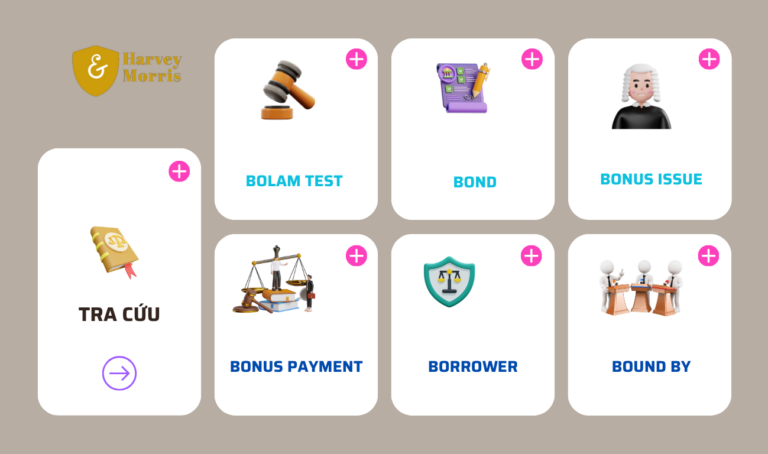 &
Harvey
Morris
BOLAM TEST
BOND
BONUS ISSUE
TRA CỨU
BONUS PAYMENT
BORROWER
BOUND BY